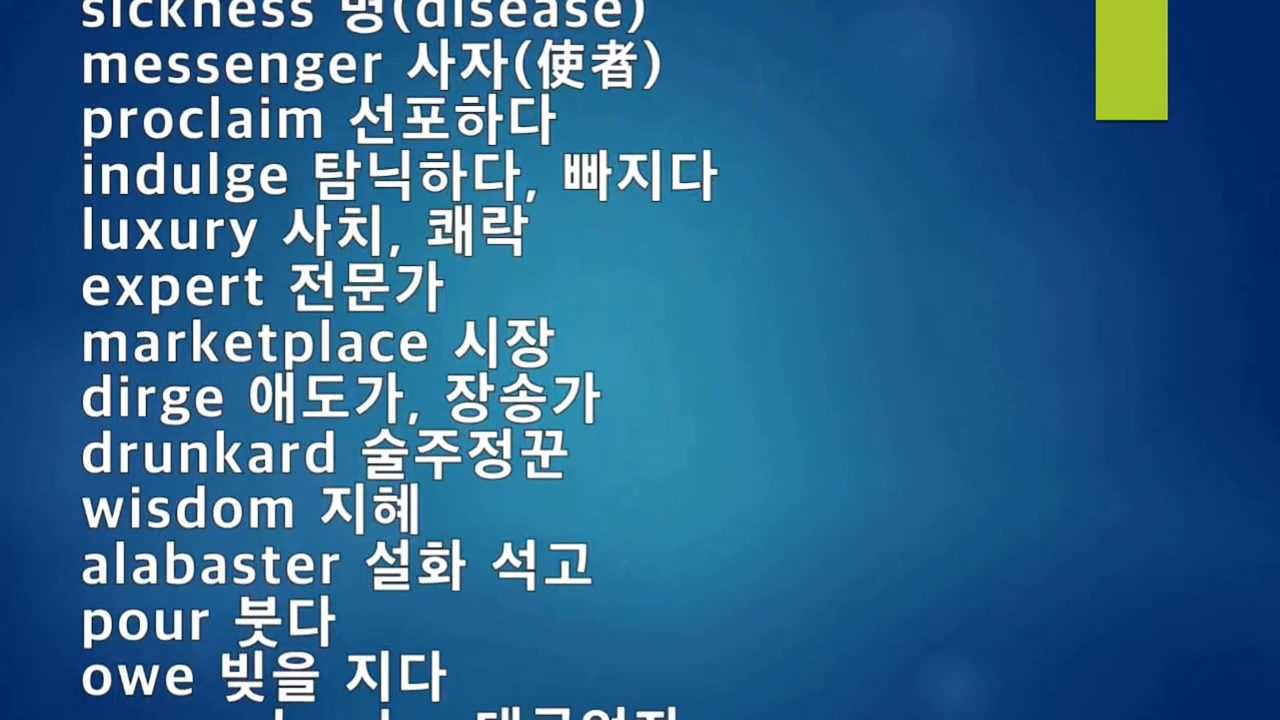 sickness 병(disease)
messenger 사자(使者)
proclaim 선포하다
indulge 탐닉하다, 빠지다
luxury 사치, 쾌락
expert 전문가
marketplace 시장
dirge 애도가, 장송가
drunkard 술주정꾼
wisdom 지혜
alabaster 설화 석고
pour 붓다
owe 빚을 지다